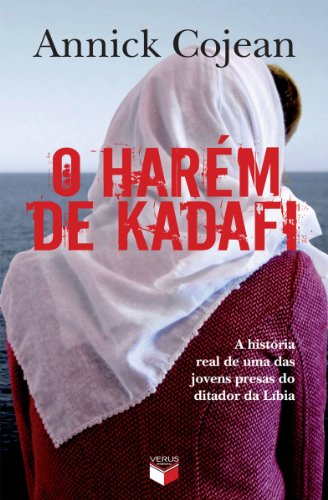 Annick Cojean
O HARÉM
DE KADAFI
A história
real de uma das
jovens presas do
ditador da Líbia
VERUS